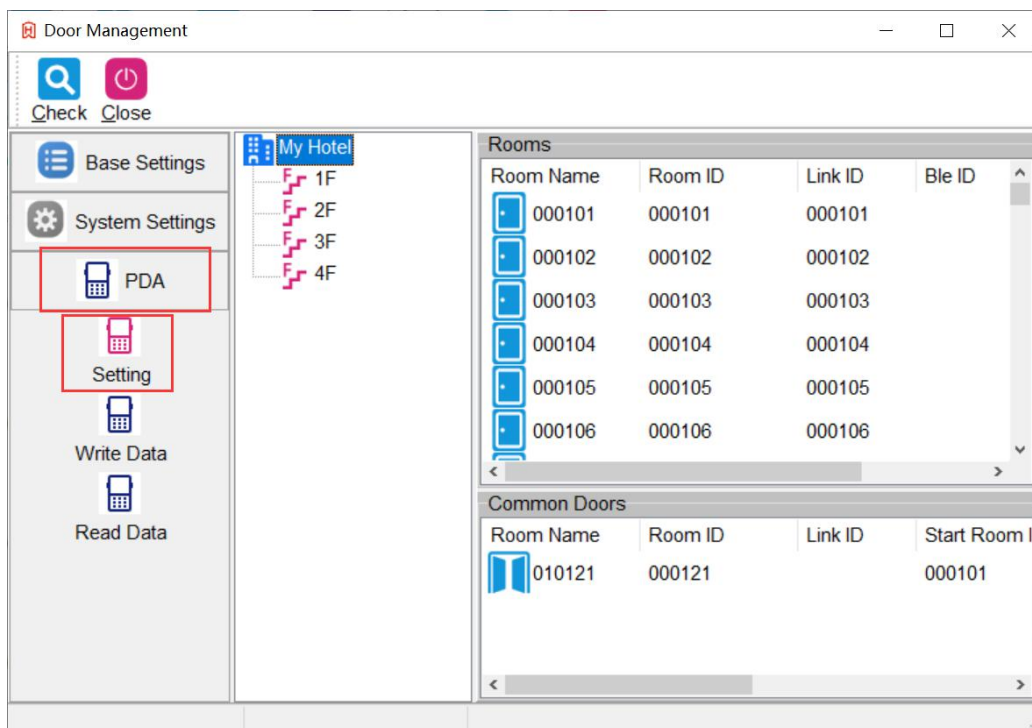 Door Management
Check Close
Base Settings
System Settings
PDA
Setting
Write Data
Read Data
My Hotel
1F
2F
3F
4F
Rooms
Room Name Room ID Link ID Ble ID
000101 000101 000101
000102 000102 000102
000103 000103 000103
000104 000104 000104
000105 000105 000105
000106 000106 000106
Common Doors
Room Name Room ID Link ID Start Room I
010121 000121 000101